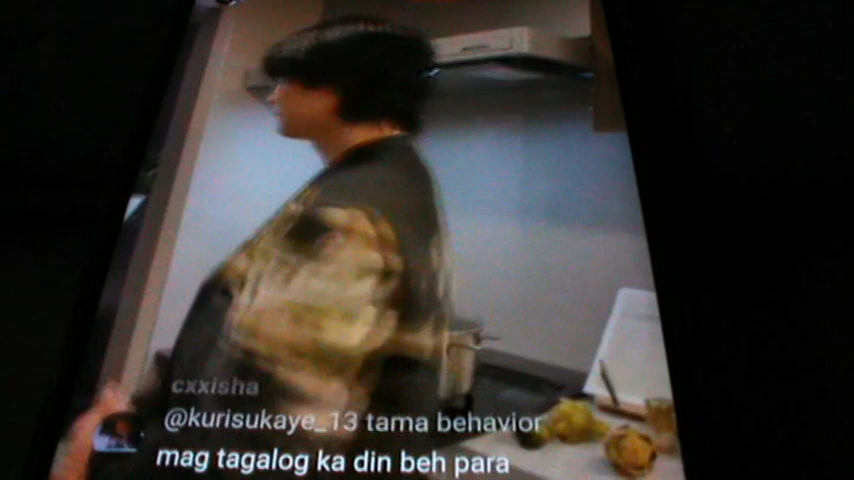 cxxisha
@kurisukaye_13 tama behavior
mag tagalog ka din beh para